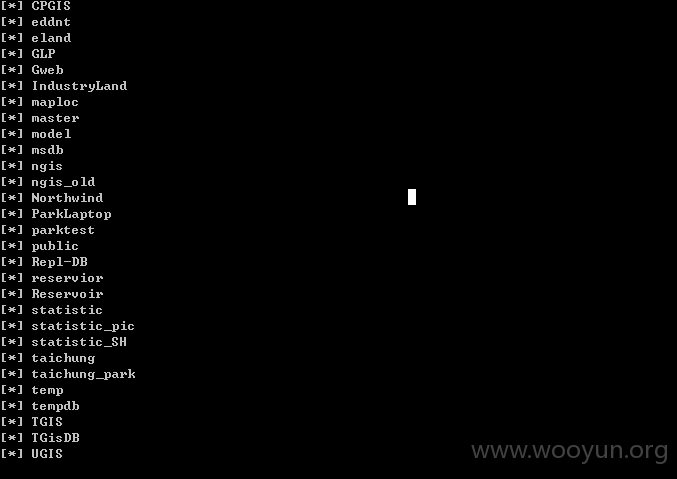 [*] CPGIS
[*] eddnt
[*] eland
[*] GLP
[*] Gweb
[*] IndustryLand
[*] maploc
[*] master
[*] model
[*] msdb
[*] ngis
[*] ngis_old
[*] Northwind
[*] ParkLaptop
[*] parktest
[*] public
[*] Repl-DB
[*] reservior
[*] Reservoir
[*] statistic
[*] statistic_pic
[*] statistic_SH
[*] taichung
[*] taichung_park
[*] temp
[*] tempdb
[*] TGIS
[*] TGisDB
[*] UGIS
www.wooyun.org